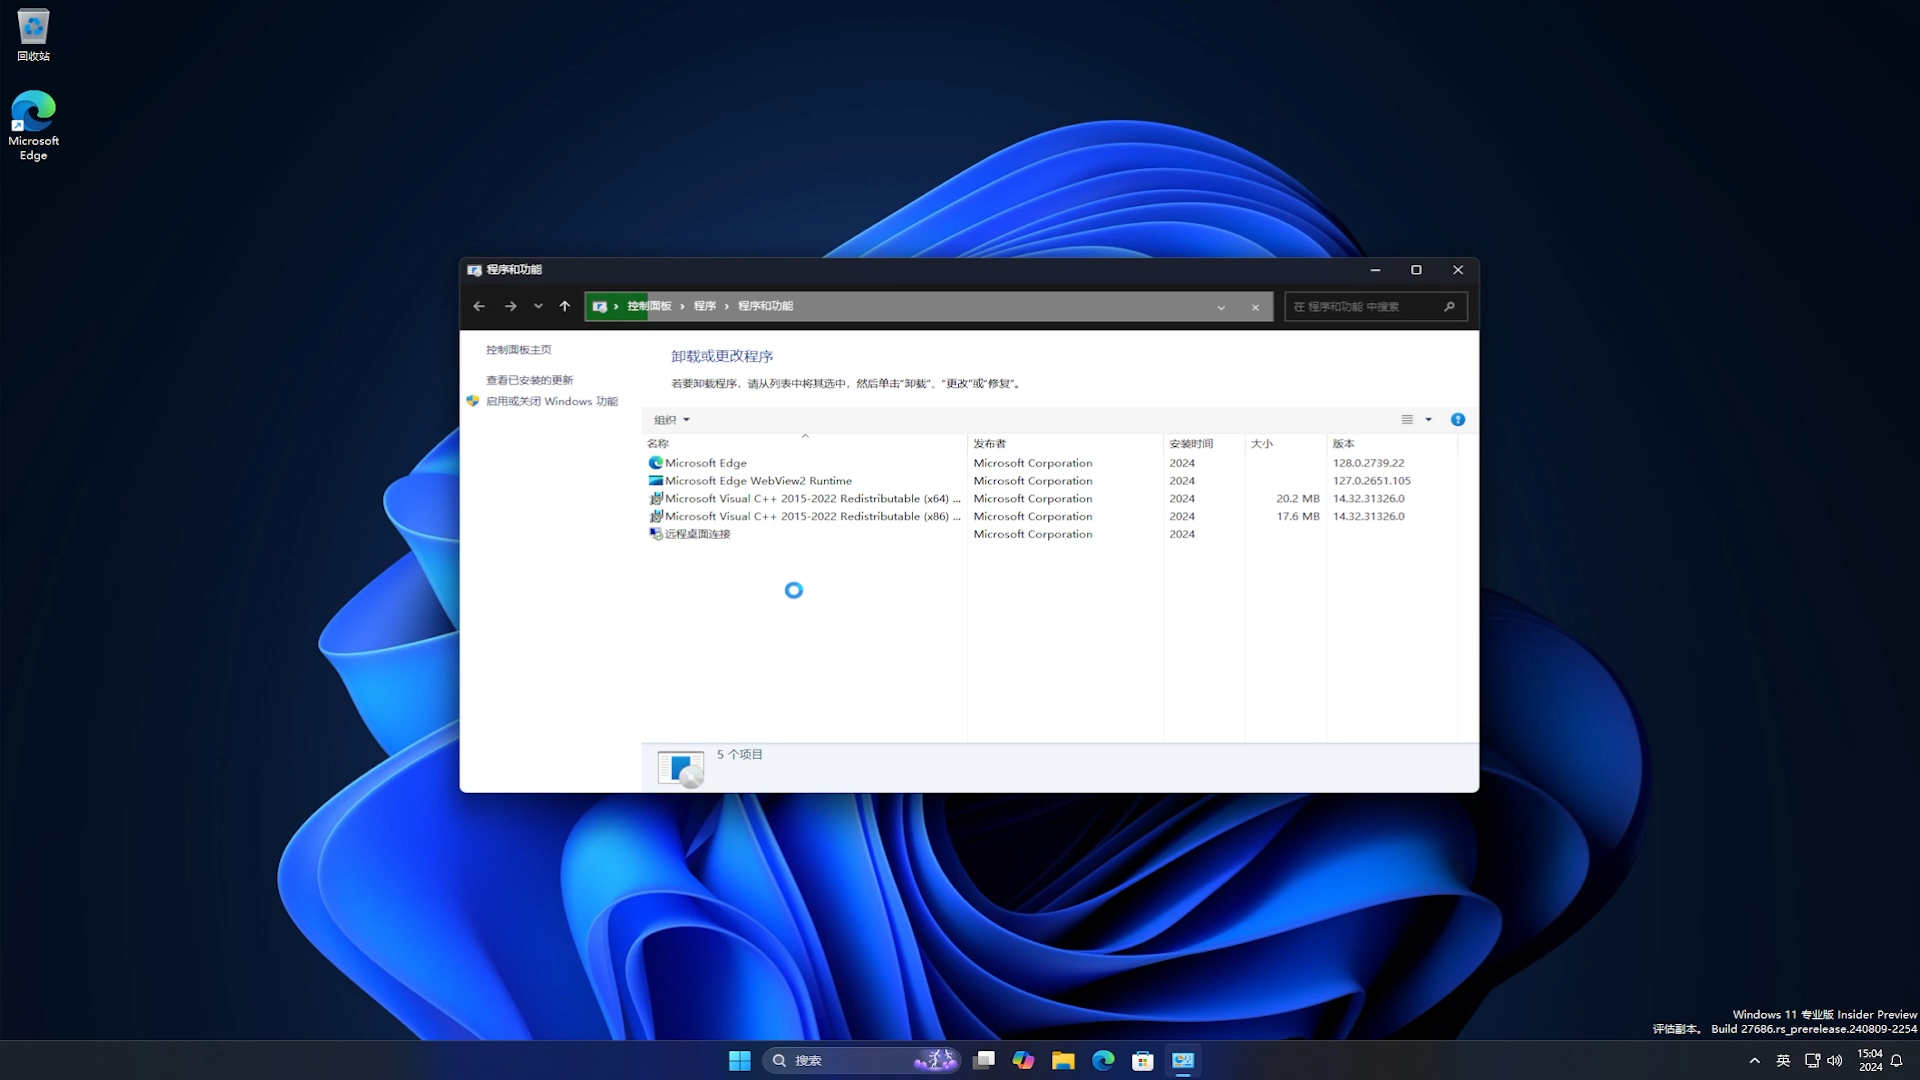 回收站
Microsoft
Edge
程序和功能
控制面板 程序 程序和功能
在 程序和功能 中搜索
控制面板主页
查看已安装的更新
启用或关闭 Windows 功能
卸载或更改程序
若要卸载程序，请从列表中将其选中，然后单击“卸载”、“更改”或“修复”。
组织
名称 发布者 安装时间 大小 版本
Microsoft Edge Microsoft Corporation 2024 128.0.2739.22
Microsoft Edge WebView2 Runtime Microsoft Corporation 2024 127.0.2651.105
Microsoft Visual C++ 2015-2022 Redistributable (x64) ... Microsoft Corporation 2024 20.2 MB 14.32.31326.0
Microsoft Visual C++ 2015-2022 Redistributable (x86) ... Microsoft Corporation 2024 17.6 MB 14.32.31326.0
远程桌面连接 Microsoft Corporation 2024
5 个项目
Windows 11 专业版 Insider Preview
评估副本。 Build 27686.rs_prerelease.240809-2254
搜索
英
15:04
2024